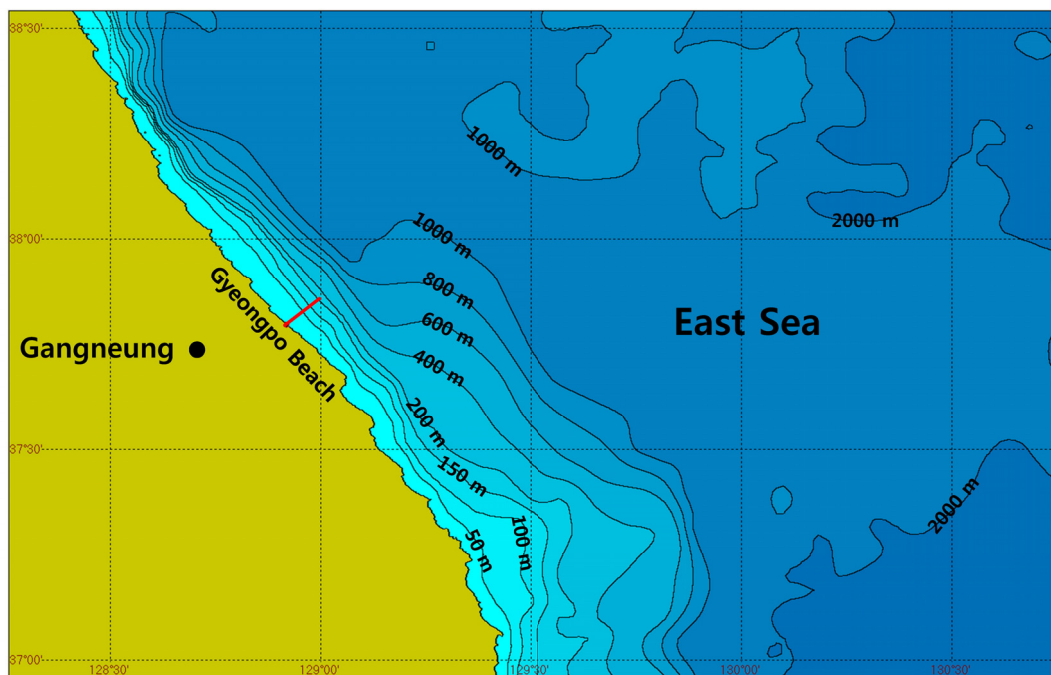 38°30'
1000 m
2000 m
38°00'
1000 m
800 m
600 m
400 m
Gyeongpo Beach
East Sea
Gangneung
200 m
37°30'
150 m
100 m
50 m
2000 m
37°00'
128°30'
129°00'
129°30'
130°00'
130°30'